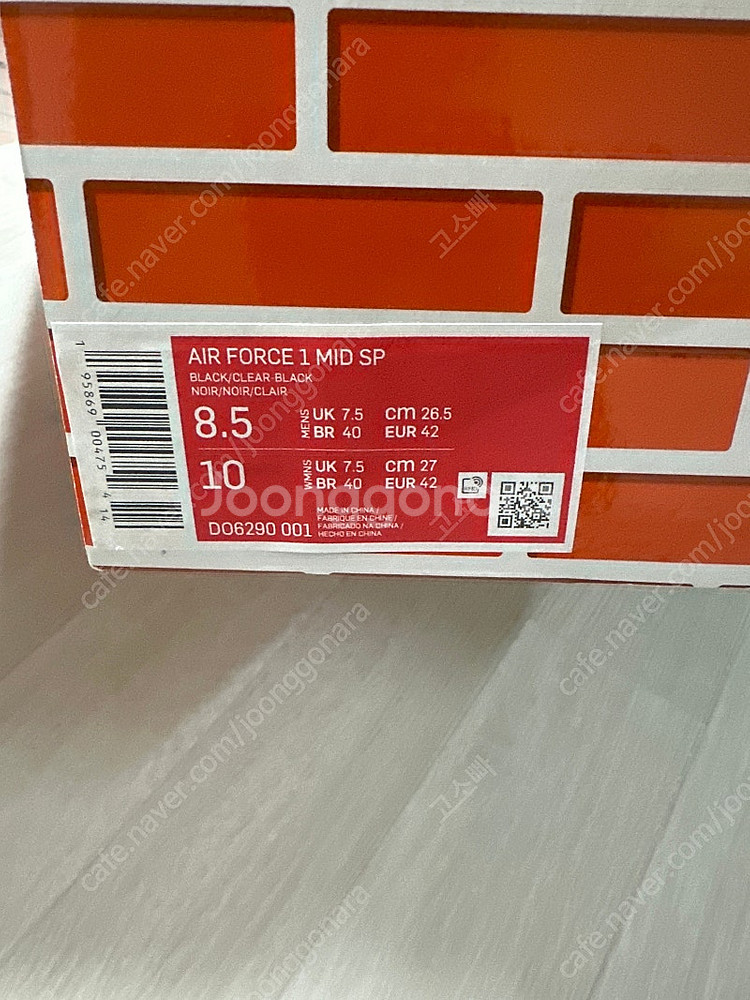 AIR FORCE 1 MID SP
BLACK/CLEAR-BLACK
NOIR/NOIR/CLAIR
8.5 MENS UK 7.5 cm 26.5
BR 40 EUR 42
10 WMNS UK 7.5 cm 27
BR 40 EUR 42
DO6290 001
MADE IN CHINA /
FABRIQUE EN CHINE /
FABRICADO NA CHINA /
HECHO EN CHINA
1 95869 00475 4 14
Joonggonara
cafe.naver.com/joonggonara
고스빠